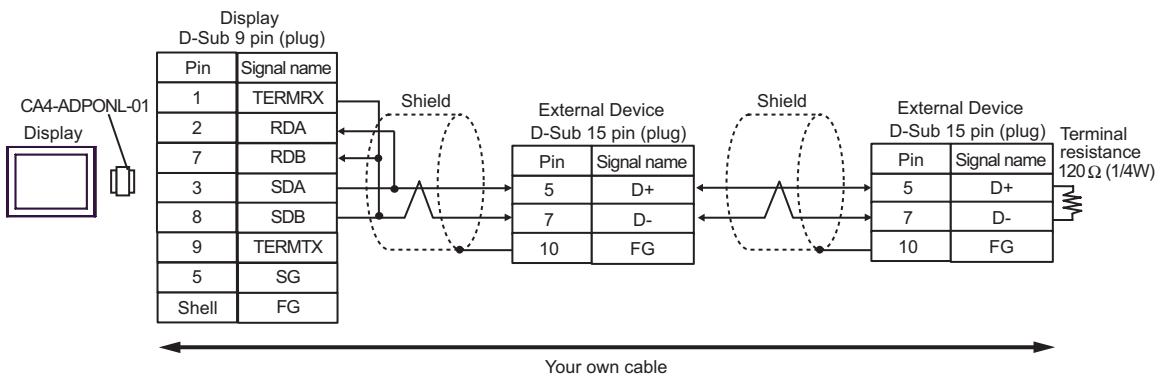 Display
D-Sub 9 pin (plug)
Pin Signal name
1 TERMRX
2 RDA
7 RDB
3 SDA
8 SDB
9 TERMTX
5 SG
Shell FG
CA4-ADPONL-01
Display
Shield
External Device
D-Sub 15 pin (plug)
Pin Signal name
5 D+
7 D-
10 FG
Shield
External Device
D-Sub 15 pin (plug)
Pin Signal name
5 D+
7 D-
10 FG
Terminal
resistance
120Ω (1/4W)
Your own cable